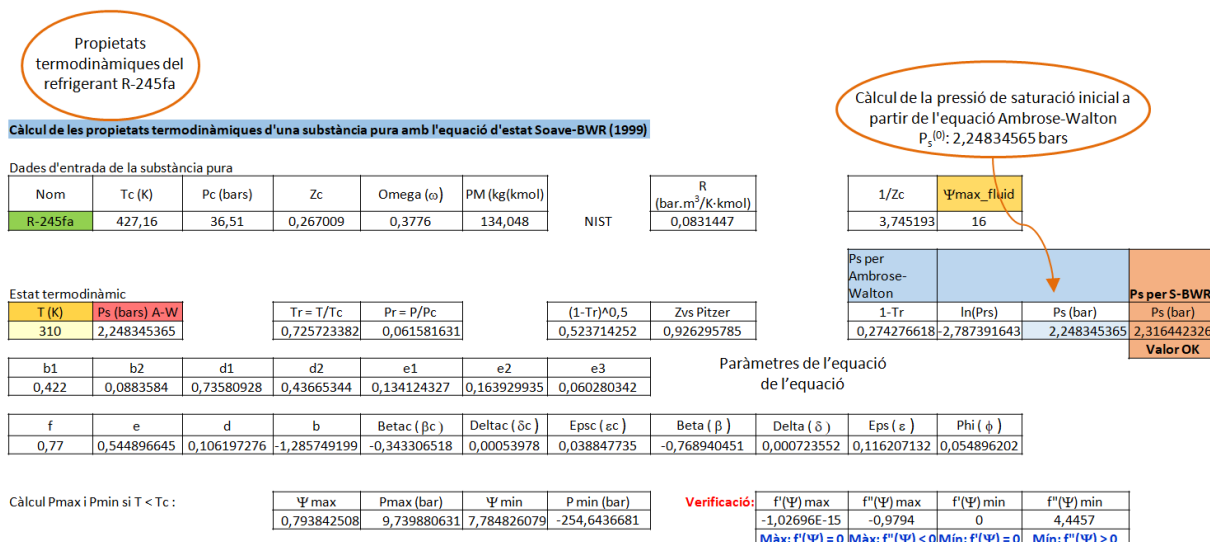 Propietats
termodinàmiques del
refrigerant R-245fa
Càlcul de la pressió de saturació inicial a
partir de l'equació Ambrose-Walton
Ps(0): 2,24834565 bars
Càlcul de les propietats termodinàmiques d'una substància pura amb l'equació d'estat Soave-BWR (1999)
Dades d'entrada de la substància pura
Nom Tc (K) Pc (bars) Zc Omega (ω) PM (kg(kmol) R (bar.m³/K·kmol) 1/Zc Ψmax_fluid
R-245fa 427,16 36,51 0,267009 0,3776 134,048 NIST 0,0831447 3,745193 16
Ps per
Ambrose-
Walton Ps per S-BWR
Estat termodinàmic
T (K) Ps (bars) A-W Tr = T/Tc Pr = P/Pc (1-Tr)^0,5 Zvs Pitzer 1-Tr ln(Prs) Ps (bar) Ps (bar)
310 2,248345365 0,725723382 0,061581631 0,523714252 0,926295785 0,274276618 -2,787391643 2,248345365 2,316442326
Valor OK
b1 b2 d1 d2 e1 e2 e3
0,422 0,0883584 0,73580928 0,43665344 0,134124327 0,163929935 0,060280342
Paràmetres de l'equació
de l'equació
f e d b Betac ( βc ) Deltac ( δc ) Epsc ( εc ) Beta ( β ) Delta ( δ ) Eps ( ε ) Phi ( ϕ )
0,77 0,544896645 0,106197276 -1,285749199 -0,343306518 0,00053978 0,038847735 -0,768940451 0,000723552 0,116207132 0,054896202
Càlcul Pmax i Pmin si T < Tc : Ψ max Pmax (bar) Ψ min P min (bar) Verificació: f'(Ψ) max f"(Ψ) max f'(Ψ) min f"(Ψ) min
0,793842508 9,739880631 7,784826079 -254,6436681 -1,02696E-15 -0,9794 0 4,4457
Màx: f'(Ψ) = 0 Màx: f"(Ψ) < 0 Mín: f'(Ψ) = 0 Mín: f"(Ψ) > 0